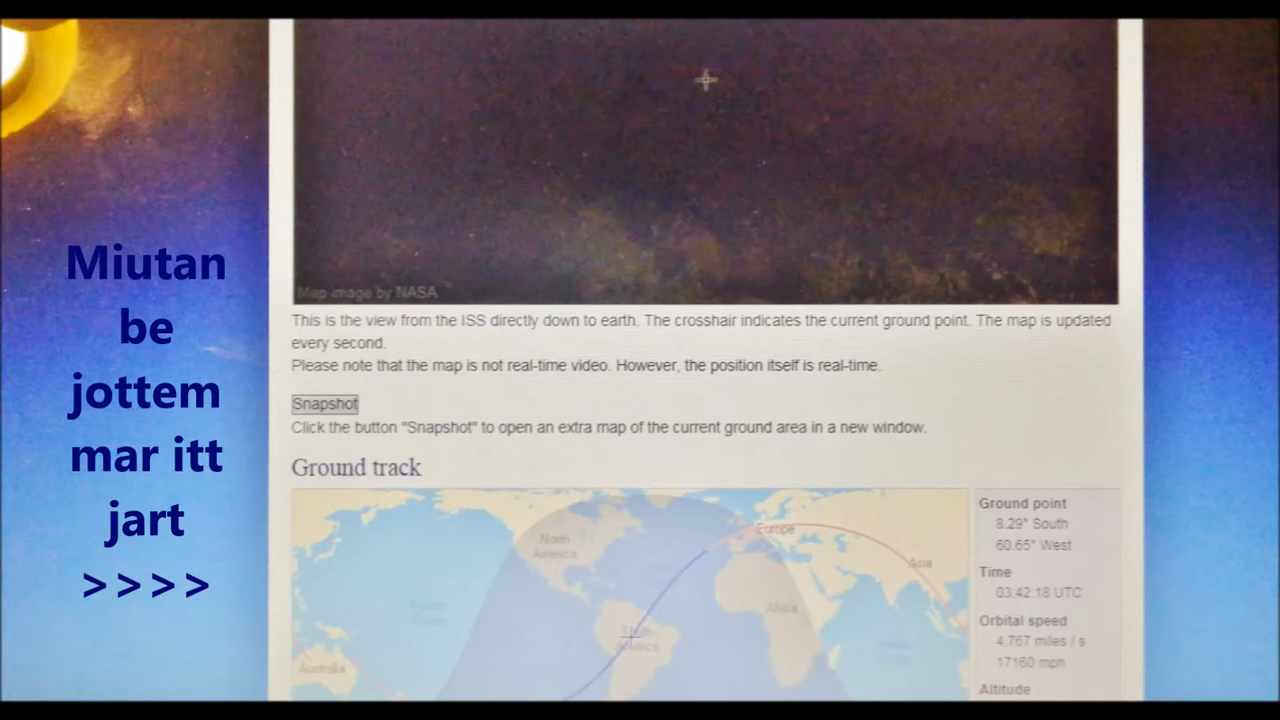 Miutan
be
jottem
mar itt
jart
>>>>
Map image by NASA
This is the view from the ISS directly down to earth. The crosshair indicates the current ground point. The map is updated
every second.
Please note that the map is not real-time video. However, the position itself is real-time.
Snapshot
Click the button "Snapshot" to open an extra map of the current ground area in a new window.
Ground track
North
America
Europe
Asia
Africa
South
America
Australia
Ground point
8.29° South
60.65° West
Time
03:42:18 UTC
Orbital speed
4.767 miles / s
17160 mph
Altitude